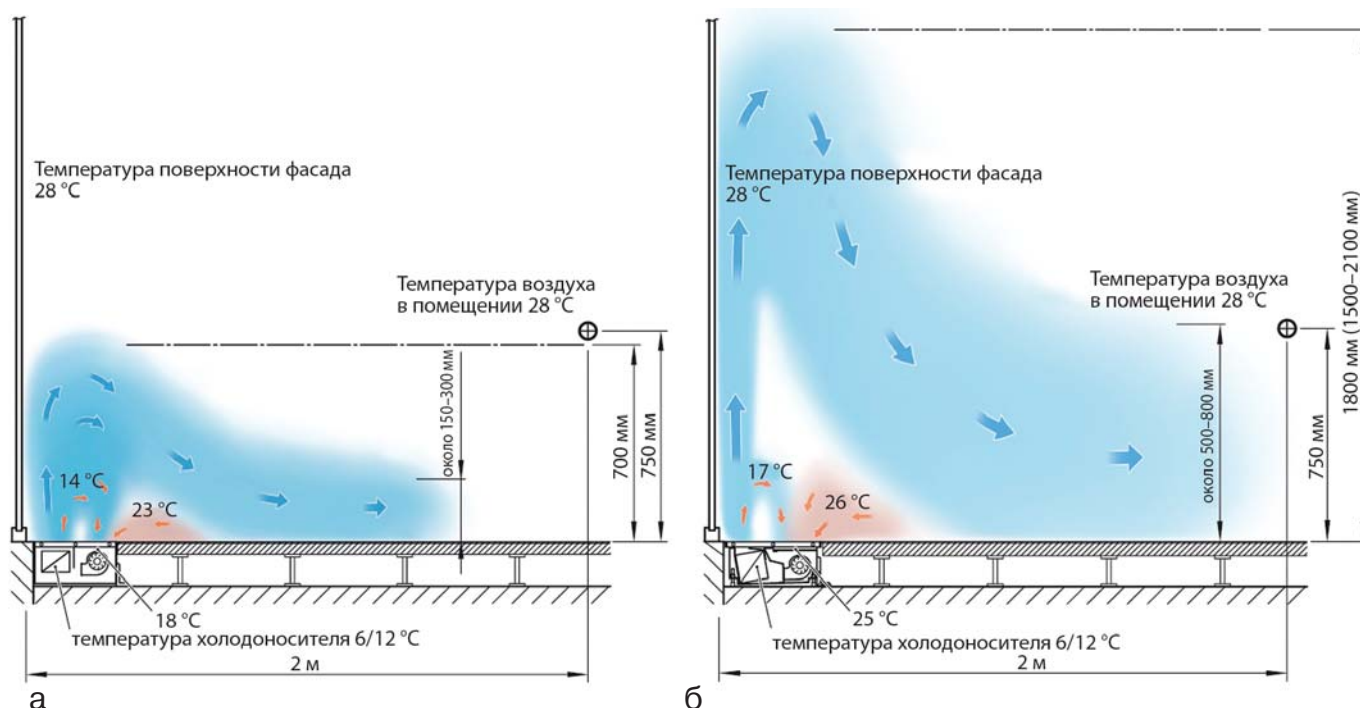 Температура поверхности фасада
28 °C
Температура воздуха
в помещении 28 °C
около 150–300 мм
700 мм
750 мм
14 °C
23 °C
18 °C
температура холодоносителя 6/12 °C
2 м
а
Температура поверхности фасада
28 °C
Температура воздуха
в помещении 28 °C
около 500–800 мм
750 мм
1800 мм (1500–2100 мм)
17 °C
26 °C
25 °C
температура холодоносителя 6/12 °C
2 м
б